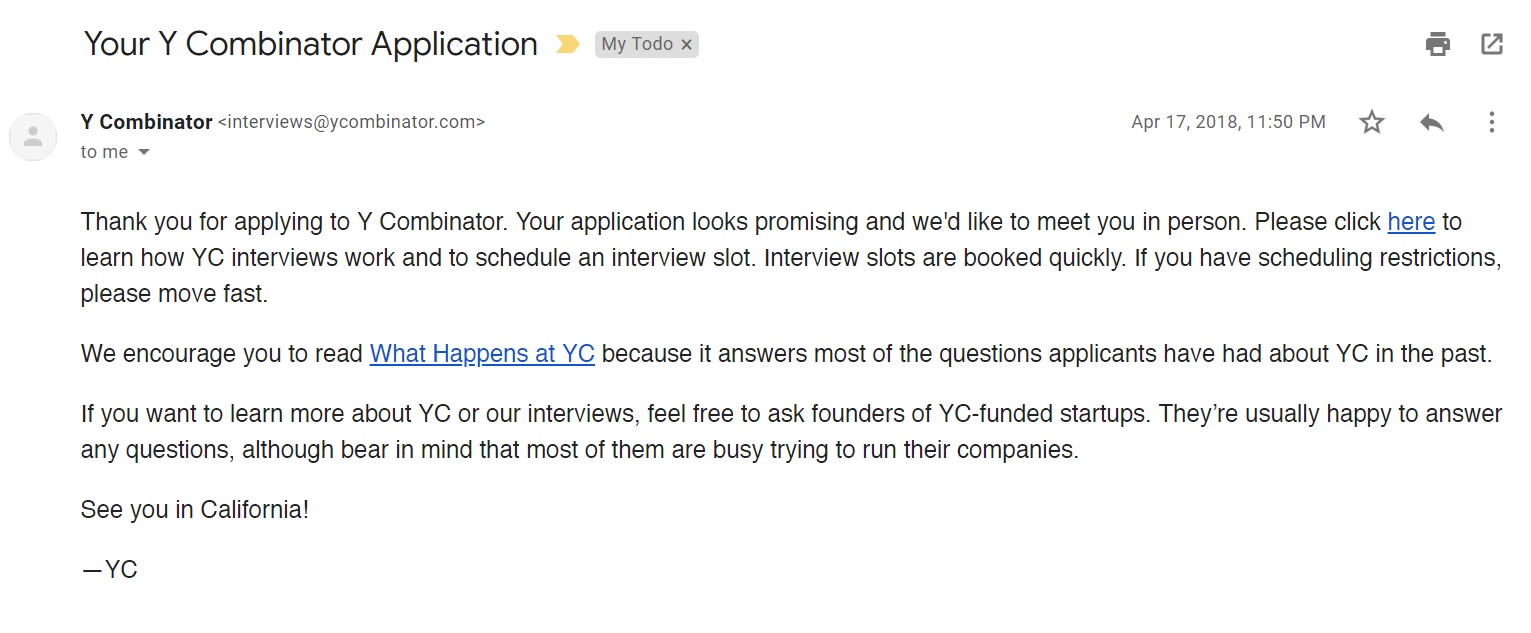 Your Y Combinator Application My Todo ×
Y Combinator <interviews@ycombinator.com> Apr 17, 2018, 11:50 PM
to me
Thank you for applying to Y Combinator. Your application looks promising and we'd like to meet you in person. Please click here to
learn how YC interviews work and to schedule an interview slot. Interview slots are booked quickly. If you have scheduling restrictions,
please move fast.
We encourage you to read What Happens at YC because it answers most of the questions applicants have had about YC in the past.
If you want to learn more about YC or our interviews, feel free to ask founders of YC-funded startups. They’re usually happy to answer
any questions, although bear in mind that most of them are busy trying to run their companies.
See you in California!
—YC